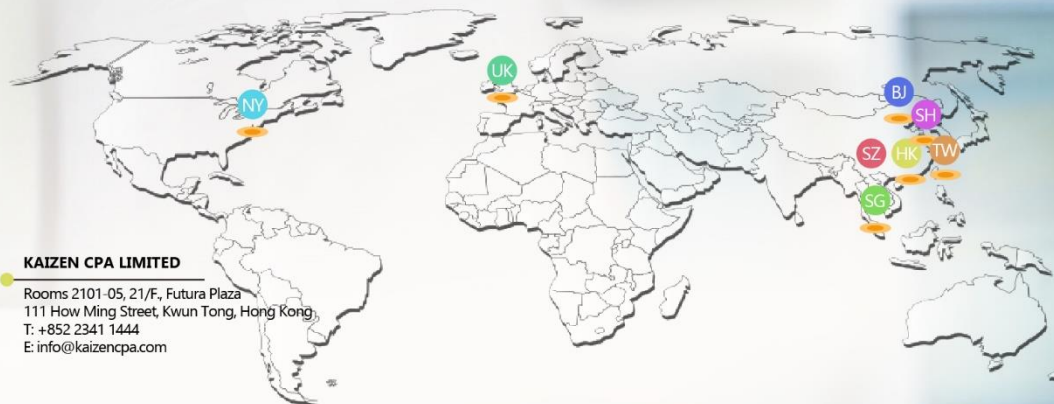 UK
NY
BJ
SH
SZ HK TW
SG
KAIZEN CPA LIMITED
Rooms 2101-05, 21/F., Futura Plaza
111 How Ming Street, Kwun Tong, Hong Kong
T: +852 2341 1444
E: info@kaizencpa.com